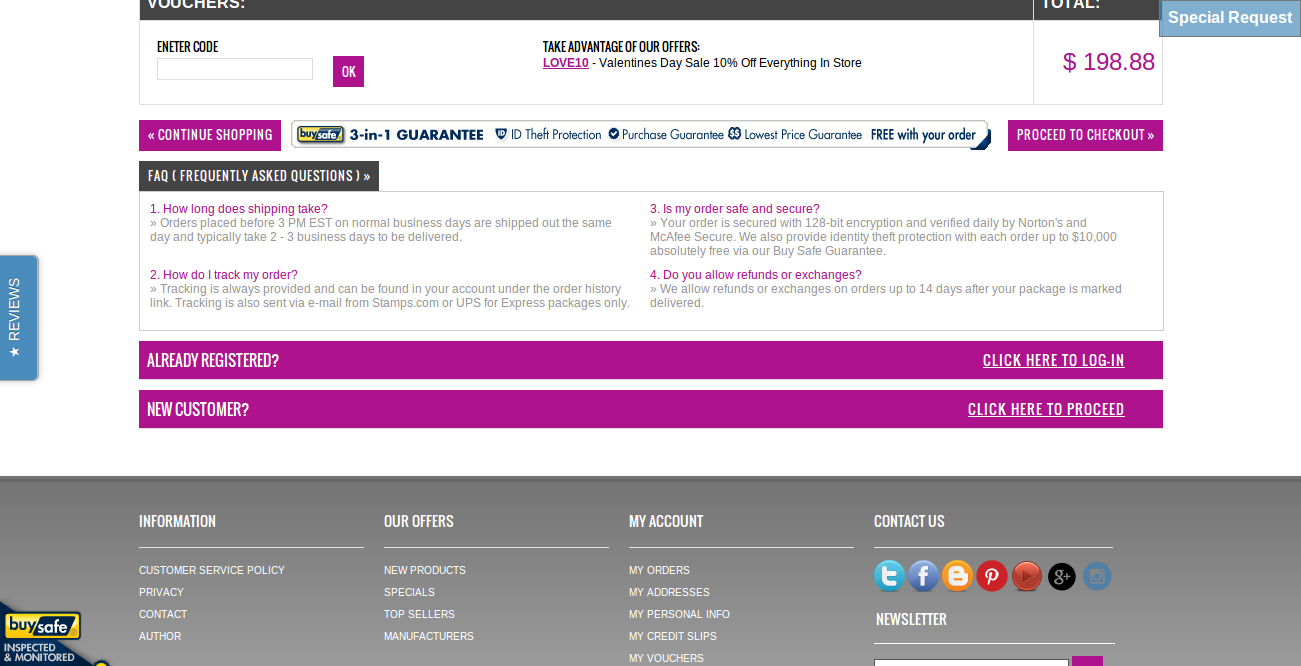 VOUCHERS:
TOTAL:
Special Request
ENETER CODE
OK
TAKE ADVANTAGE OF OUR OFFERS:
LOVE10 - Valentines Day Sale 10% Off Everything In Store
$ 198.88
« CONTINUE SHOPPING
buySAFE 3-in-1 GUARANTEE ID Theft Protection Purchase Guarantee Lowest Price Guarantee FREE with your order
PROCEED TO CHECKOUT »
FAQ ( FREQUENTLY ASKED QUESTIONS ) »
1. How long does shipping take?
» Orders placed before 3 PM EST on normal business days are shipped out the same
day and typically take 2 - 3 business days to be delivered.
2. How do I track my order?
» Tracking is always provided and can be found in your account under the order history
link. Tracking is also sent via e-mail from Stamps.com or UPS for Express packages only.
3. Is my order safe and secure?
» Your order is secured with 128-bit encryption and verified daily by Norton's and
McAfee Secure. We also provide identity theft protection with each order up to $10,000
absolutely free via our Buy Safe Guarantee.
4. Do you allow refunds or exchanges?
» We allow refunds or exchanges on orders up to 14 days after your package is marked
delivered.
★ REVIEWS
ALREADY REGISTERED?
CLICK HERE TO LOG-IN
NEW CUSTOMER?
CLICK HERE TO PROCEED
INFORMATION
CUSTOMER SERVICE POLICY
PRIVACY
CONTACT
AUTHOR
OUR OFFERS
NEW PRODUCTS
SPECIALS
TOP SELLERS
MANUFACTURERS
MY ACCOUNT
MY ORDERS
MY ADDRESSES
MY PERSONAL INFO
MY CREDIT SLIPS
MY VOUCHERS
CONTACT US
NEWSLETTER
buySAFE
INSPECTED
& MONITORED